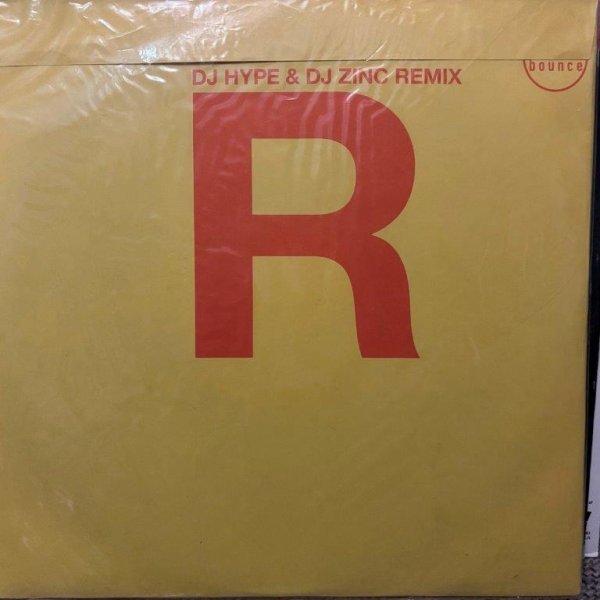 DJ HYPE & DJ ZINC REMIX
bounce
R